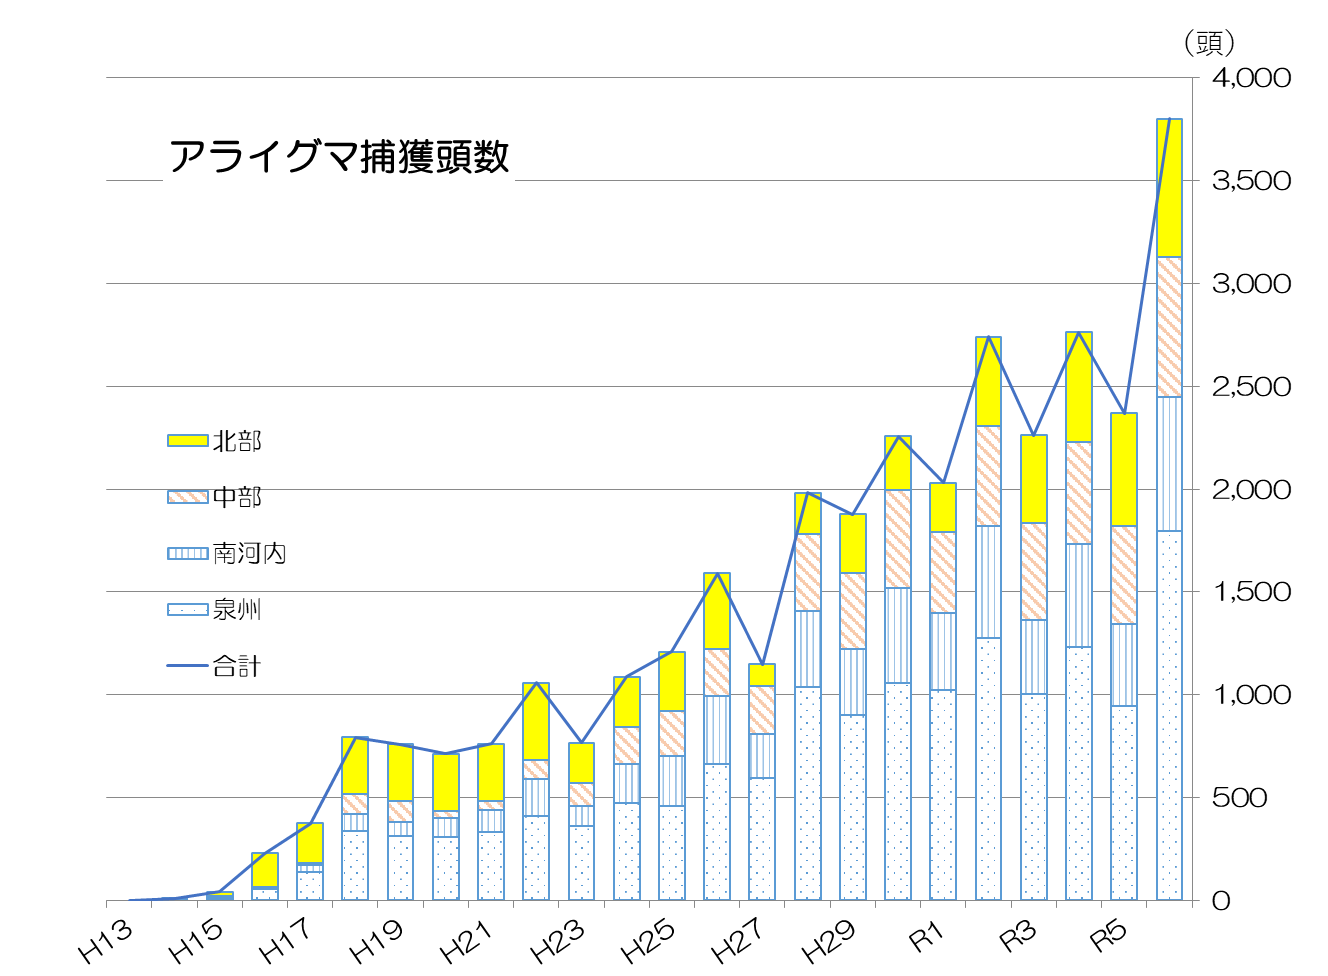 （頭）
4,000
アライグマ捕獲頭数
3,500
3,000
2,500
北部
2,000
中部
南河内
1,500
泉州
合計
1,000
500
0
H13
H15
H17
H19
H21
H23
H25
H27
H29
R1
R3
R5